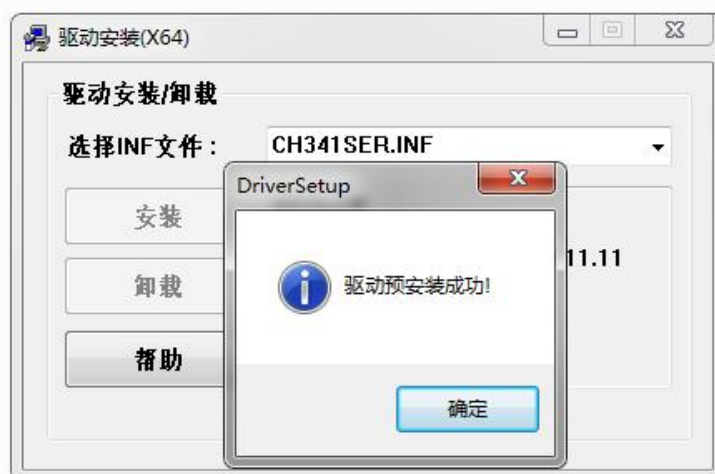 驱动安装(X64)
驱动安装/卸载
选择INF文件：
CH341SER.INF
DriverSetup
安装
11.11
卸载
驱动预安装成功!
帮助
确定